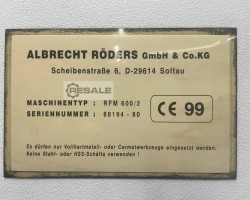 ALBRECHT RÖDERS GmbH & Co.KG
Scheibenstraße 6, D-29614 Soltau
RESALE
MASCHINENTYP : RFM 600/2
SERIENNUMMER : 88194 - 80
CE 99
Es dürfen nur Vollhartmetall- oder Cermetwerkzeuge eingesetzt werden.
Keine Stahl- oder HSS-Schäfte verwenden !